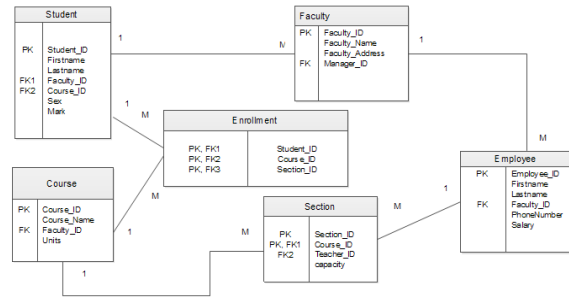 Student
PK Student_ID
Firstname
Lastname
FK1 Faculty_ID
FK2 Course_ID
Sex
Mark
1
M
Faculty
PK Faculty_ID
Faculty_Name
Faculty_Address
FK Manager_ID
1
M
1
M
Enrollment
PK, FK1 Student_ID
PK, FK2 Course_ID
PK, FK3 Section_ID
Course
PK Course_ID
Course_Name
FK Faculty_ID
Units
M
1
1
M
Section
PK Section_ID
PK, FK1 Course_ID
FK2 Teacher_ID
capacity
M
1
Employee
PK Employee_ID
Firstname
Lastname
FK Faculty_ID
PhoneNumber
Salary